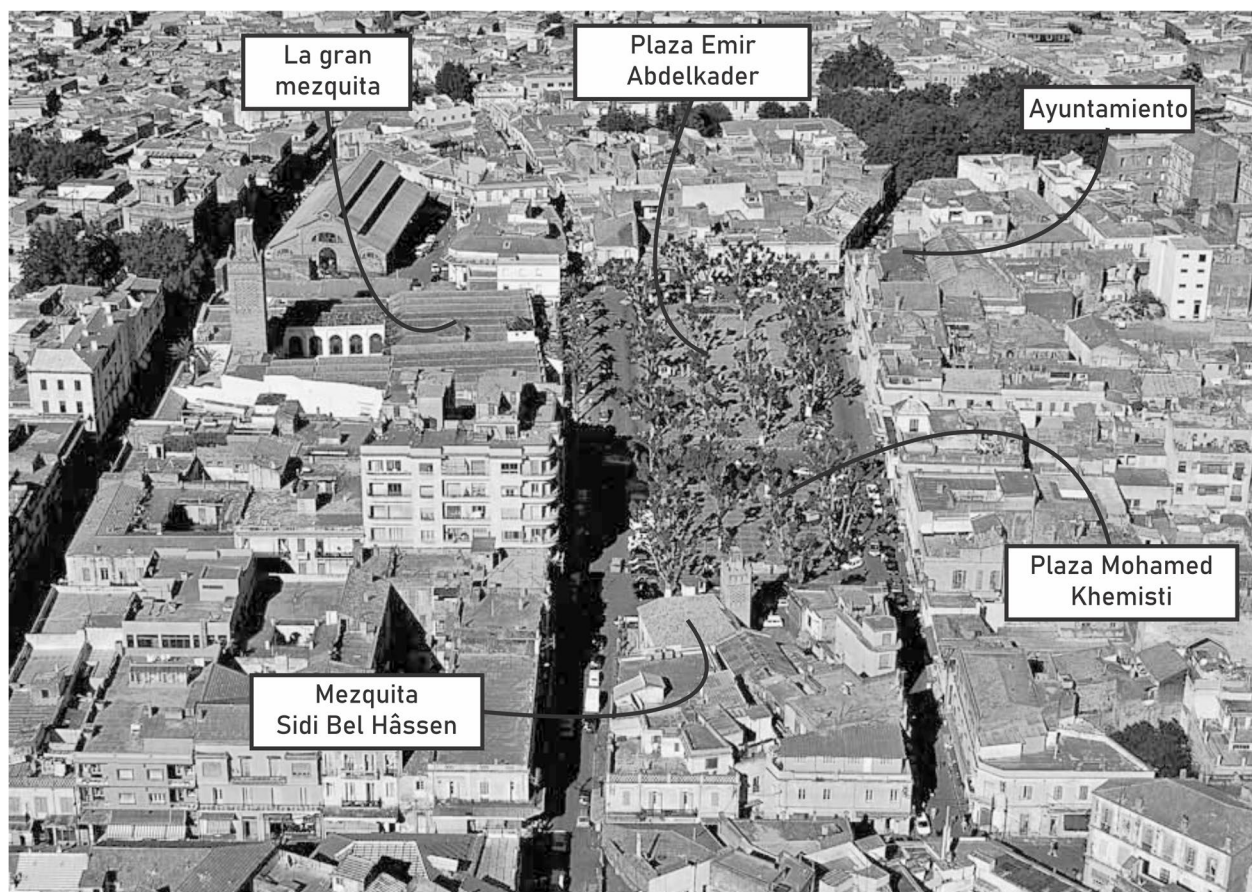 La gran
mezquita
Plaza Emir
Abdelkader
Ayuntamiento
Plaza Mohamed
Khemisti
Mezquita
Sidi Bel Hâssen